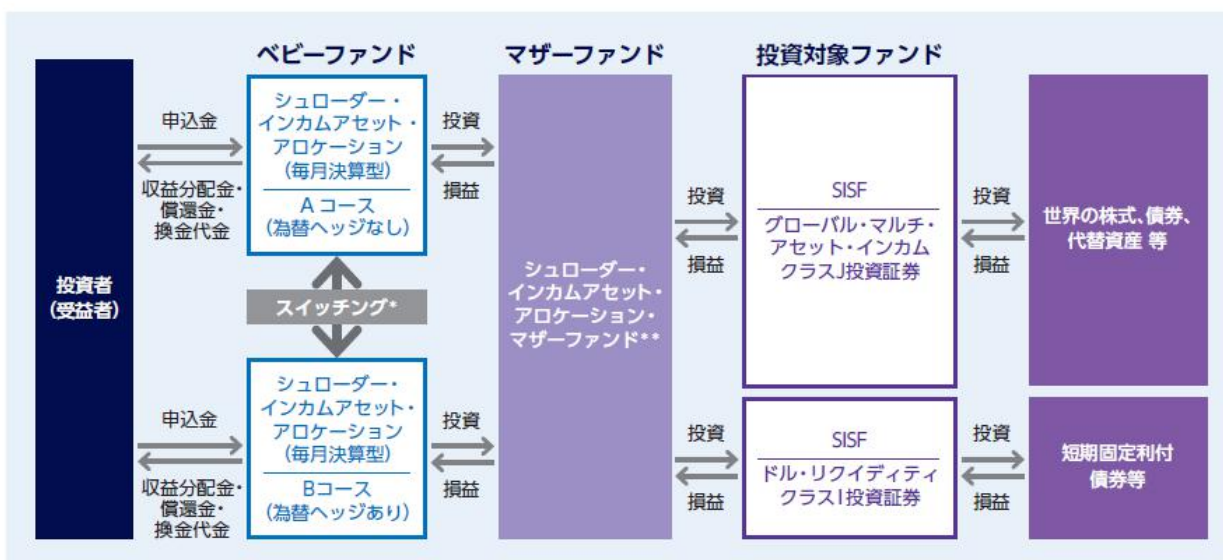 ベビーファンド
マザーファンド
投資対象ファンド
投資者
(受益者)
申込金
収益分配金・
償還金・
換金代金
シュローダー・
インカムアセット・
アロケーション
(毎月決算型)
Aコース
(為替ヘッジなし)
投資
損益
スイッチング*
申込金
収益分配金・
償還金・
換金代金
シュローダー・
インカムアセット・
アロケーション
(毎月決算型)
Bコース
(為替ヘッジあり)
投資
損益
シュローダー・
インカムアセット・
アロケーション・
マザーファンド**
投資
損益
SISF
グローバル・マルチ・
アセット・インカム
クラスJ投資証券
投資
損益
世界の株式、債券、
代替資産 等
投資
損益
SISF
ドル・リクイディティ
クラスI投資証券
投資
損益
短期固定利付
債券等